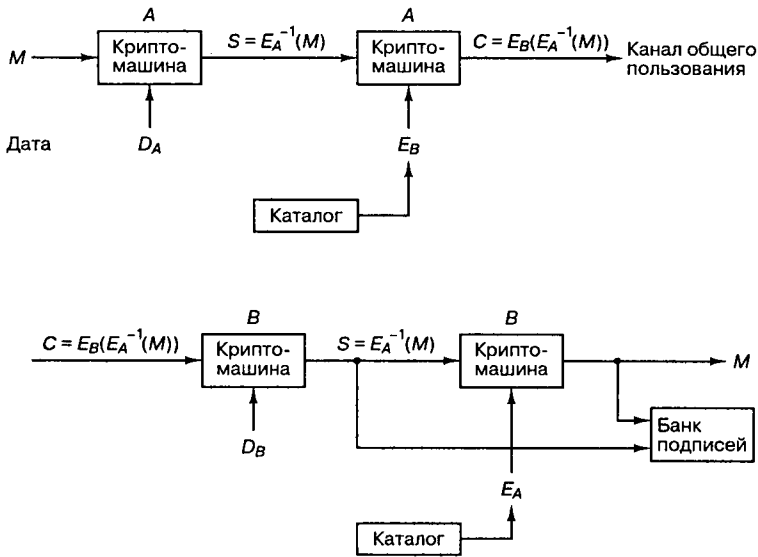 A
A
M
Крипто-
машина
S = E_A^{-1}(M)
Крипто-
машина
C = E_B(E_A^{-1}(M))
Канал общего
пользования
Дата
D_A
E_B
Каталог
B
B
C = E_B(E_A^{-1}(M))
Крипто-
машина
S = E_A^{-1}(M)
Крипто-
машина
M
Банк
подписей
D_B
E_A
Каталог